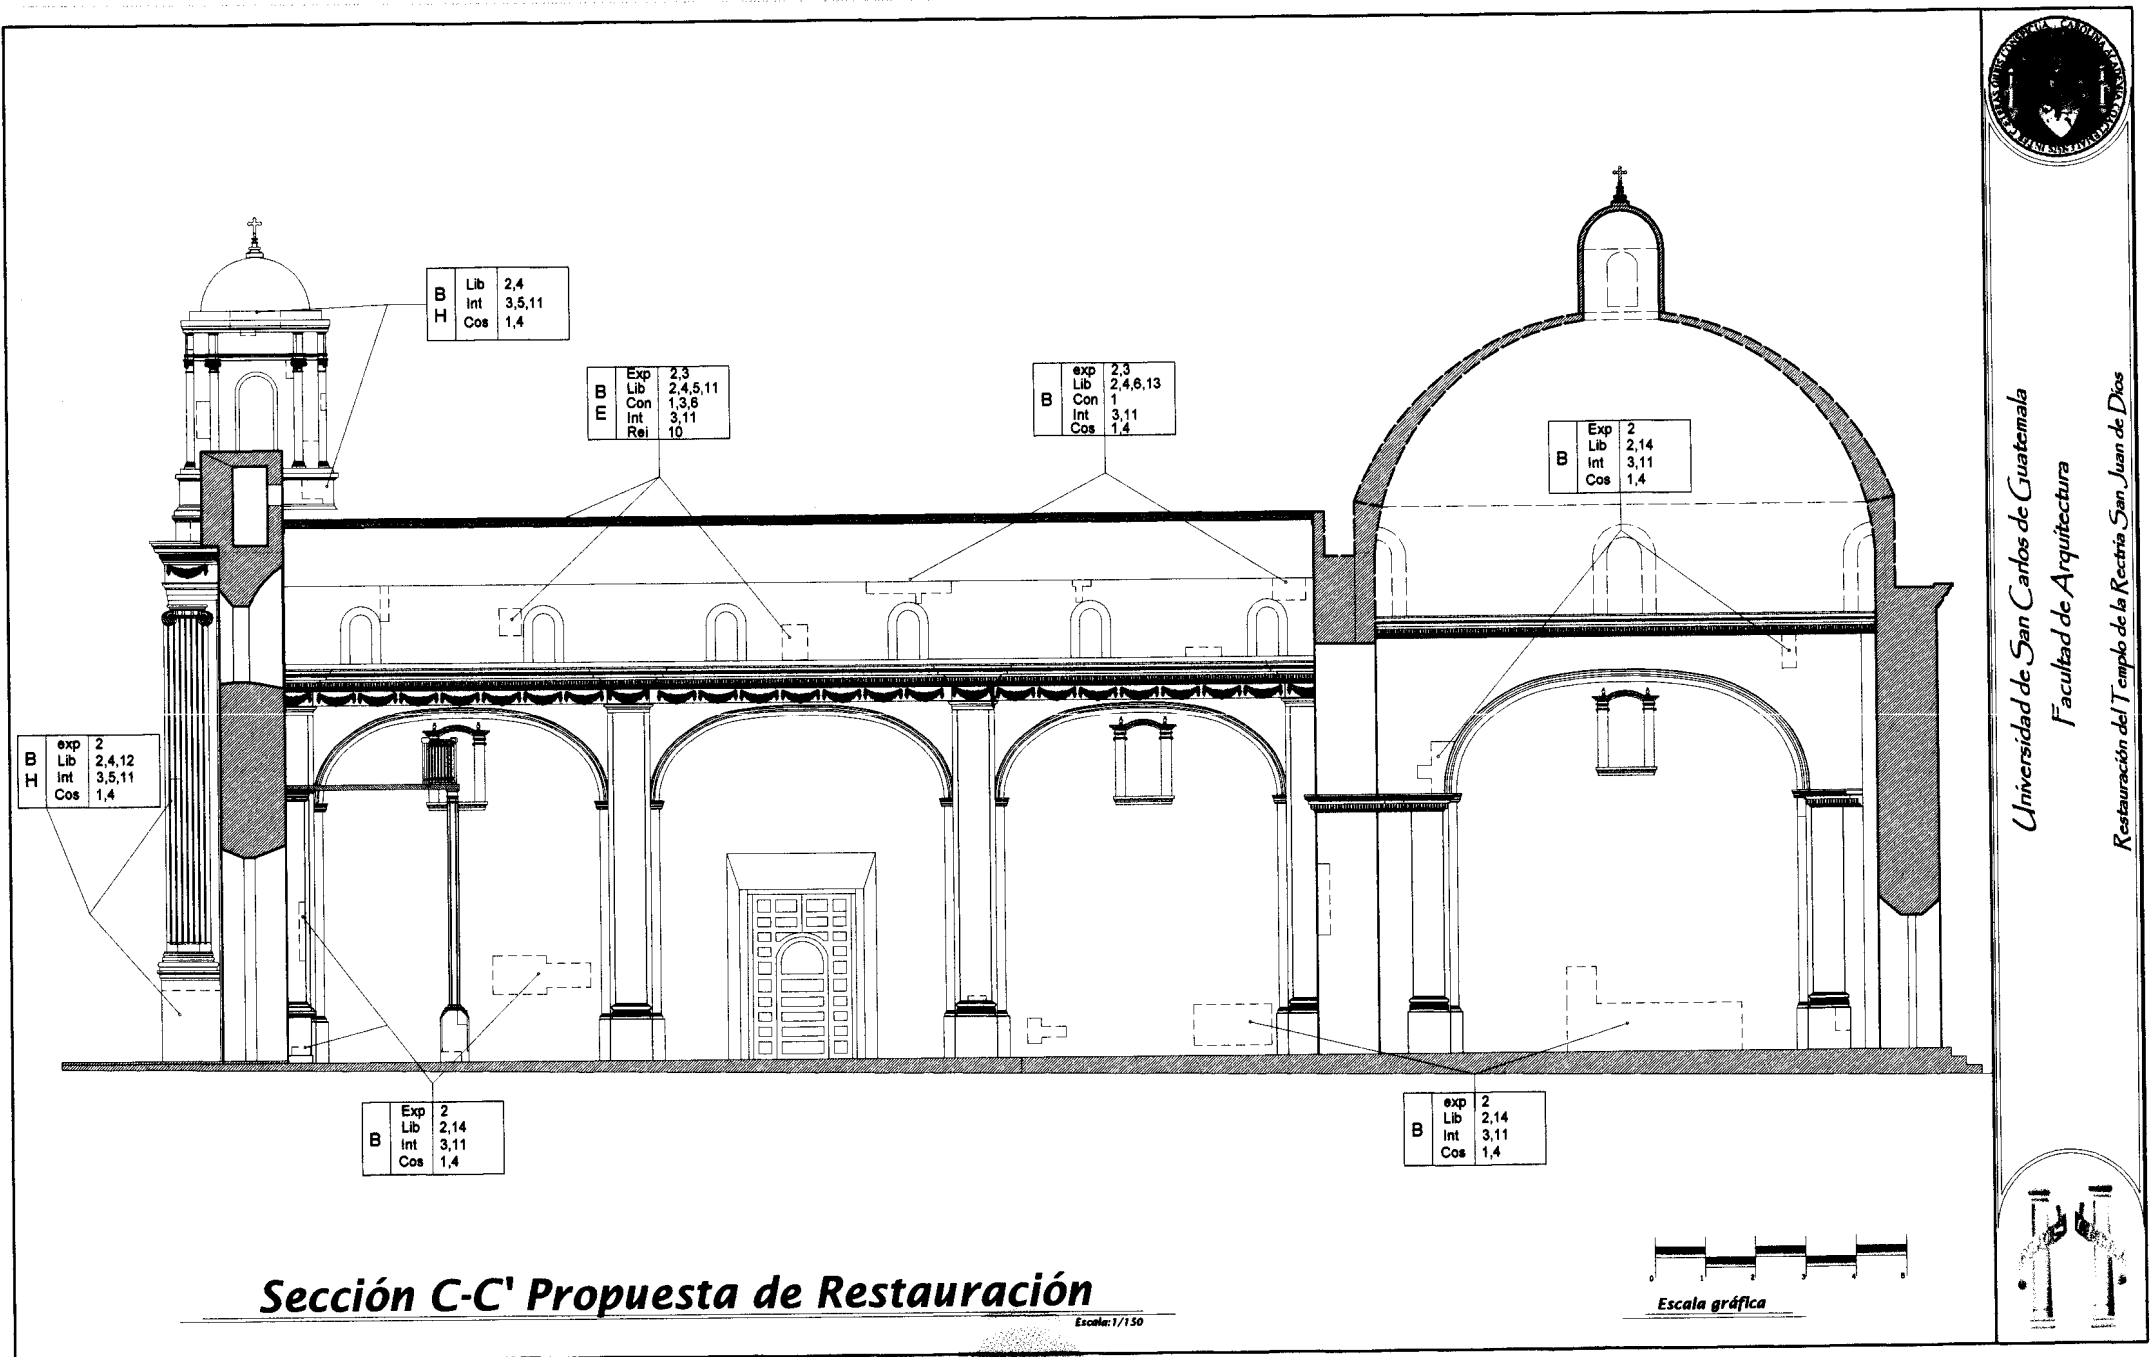 B
H
Lib 2,4
Int 3,5,11
Cos 1,4
B
E
Exp 2,3
Lib 2,4,5,11
Con 1,3,6
Int 3,11
Rei 10
B
exp 2,3
Lib 2,4,6,13
Con 1
Int 3,11
Cos 1,4
B
Exp 2
Lib 2,14
Int 3,11
Cos 1,4
B
H
exp 2
Lib 2,4,12
Int 3,5,11
Cos 1,4
B
Exp 2
Lib 2,14
Int 3,11
Cos 1,4
B
exp 2
Lib 2,14
Int 3,11
Cos 1,4
Sección C-C' Propuesta de Restauración
Escala:1/150
0 1 2 3 4 5
Escala gráfica
Universidad de San Carlos de Guatemala
Facultad de Arquitectura
Restauración del Templo de la Rectria San Juan de Dios